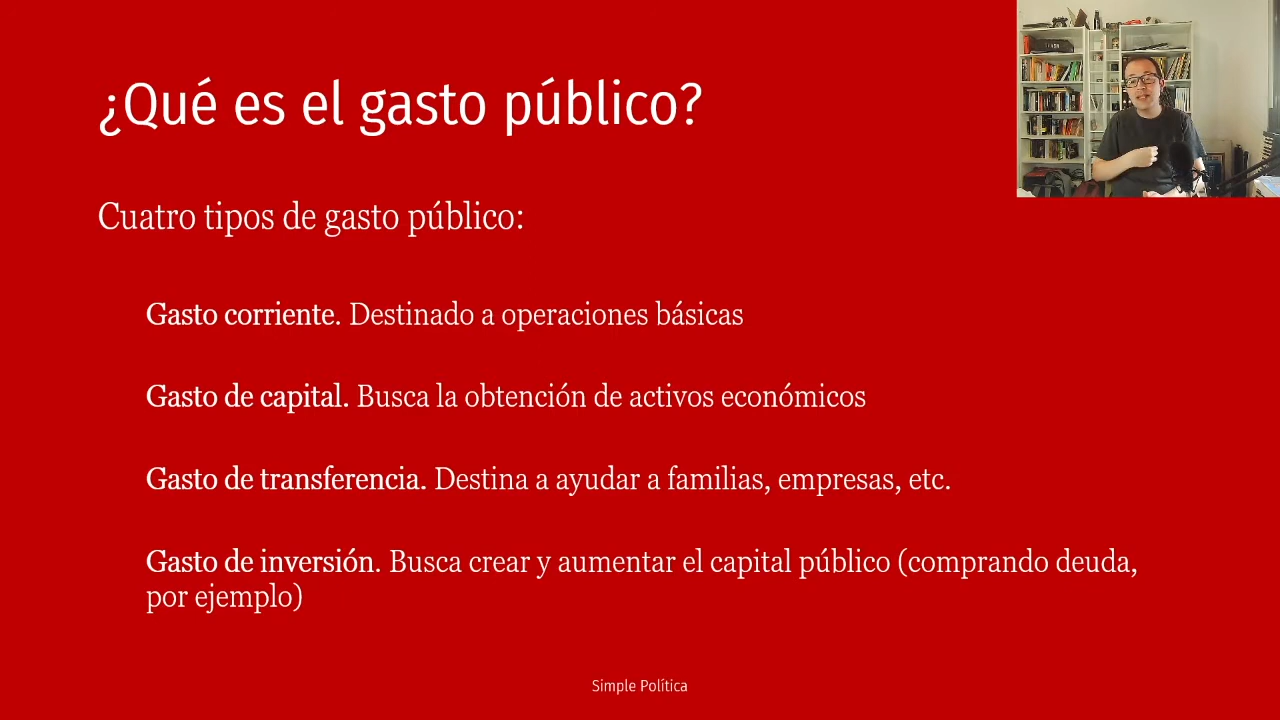 ¿Qué es el gasto público?
Cuatro tipos de gasto público:
Gasto corriente. Destinado a operaciones básicas
Gasto de capital. Busca la obtención de activos económicos
Gasto de transferencia. Destina a ayudar a familias, empresas, etc.
Gasto de inversión. Busca crear y aumentar el capital público (comprando deuda,
por ejemplo)
Simple Política